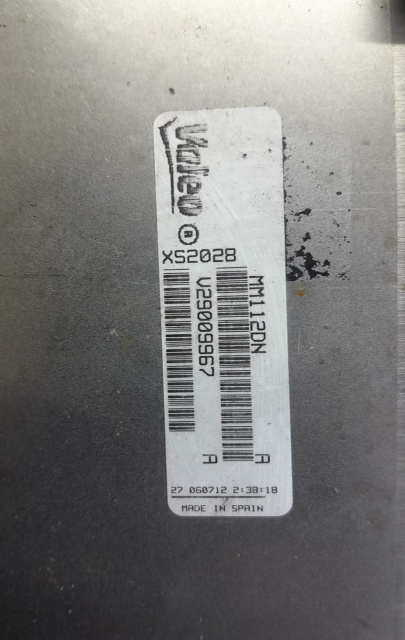 Valeo ®
XS2028
MM112DN
V29009967
A
A
27 060712 2:38:18
MADE IN SPAIN